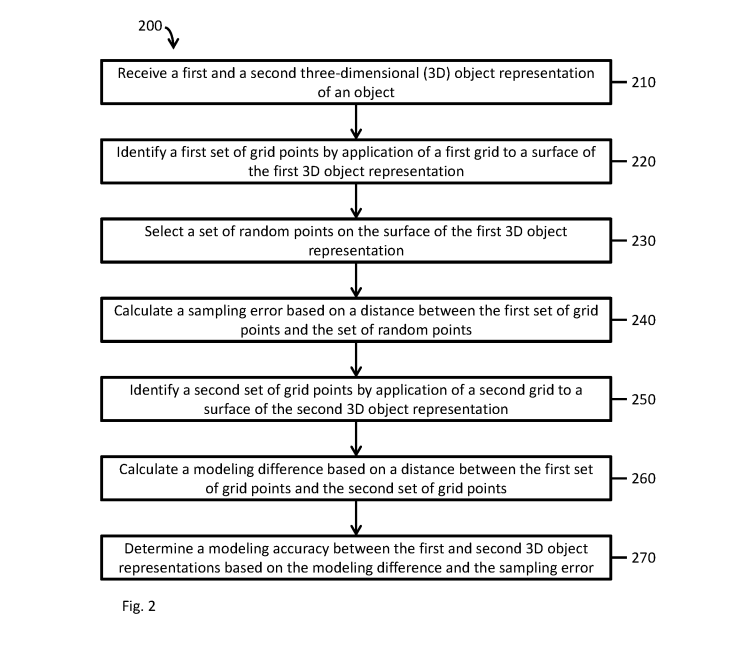 200
Receive a first and a second three-dimensional (3D) object representation
of an object
210
Identify a first set of grid points by application of a first grid to a surface of
the first 3D object representation
220
Select a set of random points on the surface of the first 3D object
representation
230
Calculate a sampling error based on a distance between the first set of grid
points and the set of random points
240
Identify a second set of grid points by application of a second grid to a
surface of the second 3D object representation
250
Calculate a modeling difference based on a distance between the first set
of grid points and the second set of grid points
260
Determine a modeling accuracy between the first and second 3D object
representations based on the modeling difference and the sampling error
270
Fig. 2